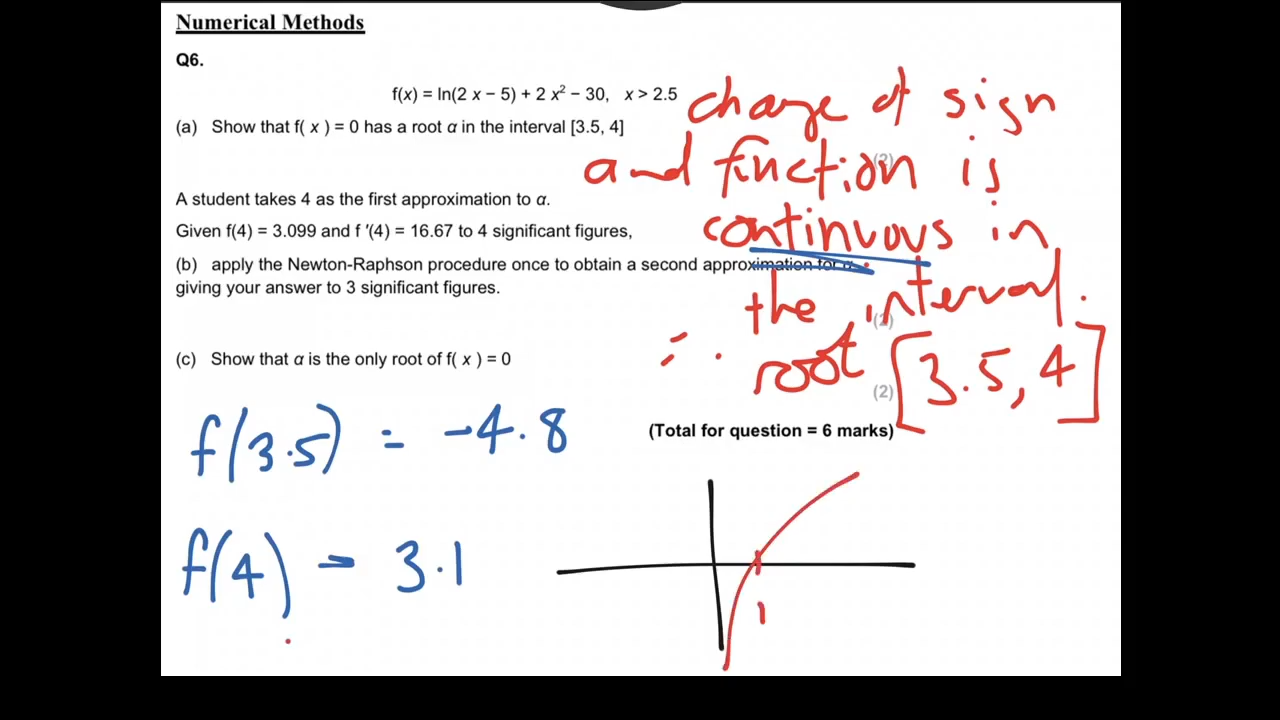 Numerical Methods
Q6.
f(x) = ln(2 x − 5) + 2 x² − 30, x > 2.5
(a) Show that f( x ) = 0 has a root α in the interval [3.5, 4]
(2)
A student takes 4 as the first approximation to α.
Given f(4) = 3.099 and f ′(4) = 16.67 to 4 significant figures,
(b) apply the Newton-Raphson procedure once to obtain a second approximation for α,
giving your answer to 3 significant figures.
(2)
(c) Show that α is the only root of f( x ) = 0
(2)
(Total for question = 6 marks)
change of sign
and function is
continuous in
the interval.
∴ root [3.5, 4]
f(3.5) = -4.8
f(4) = 3.1
1